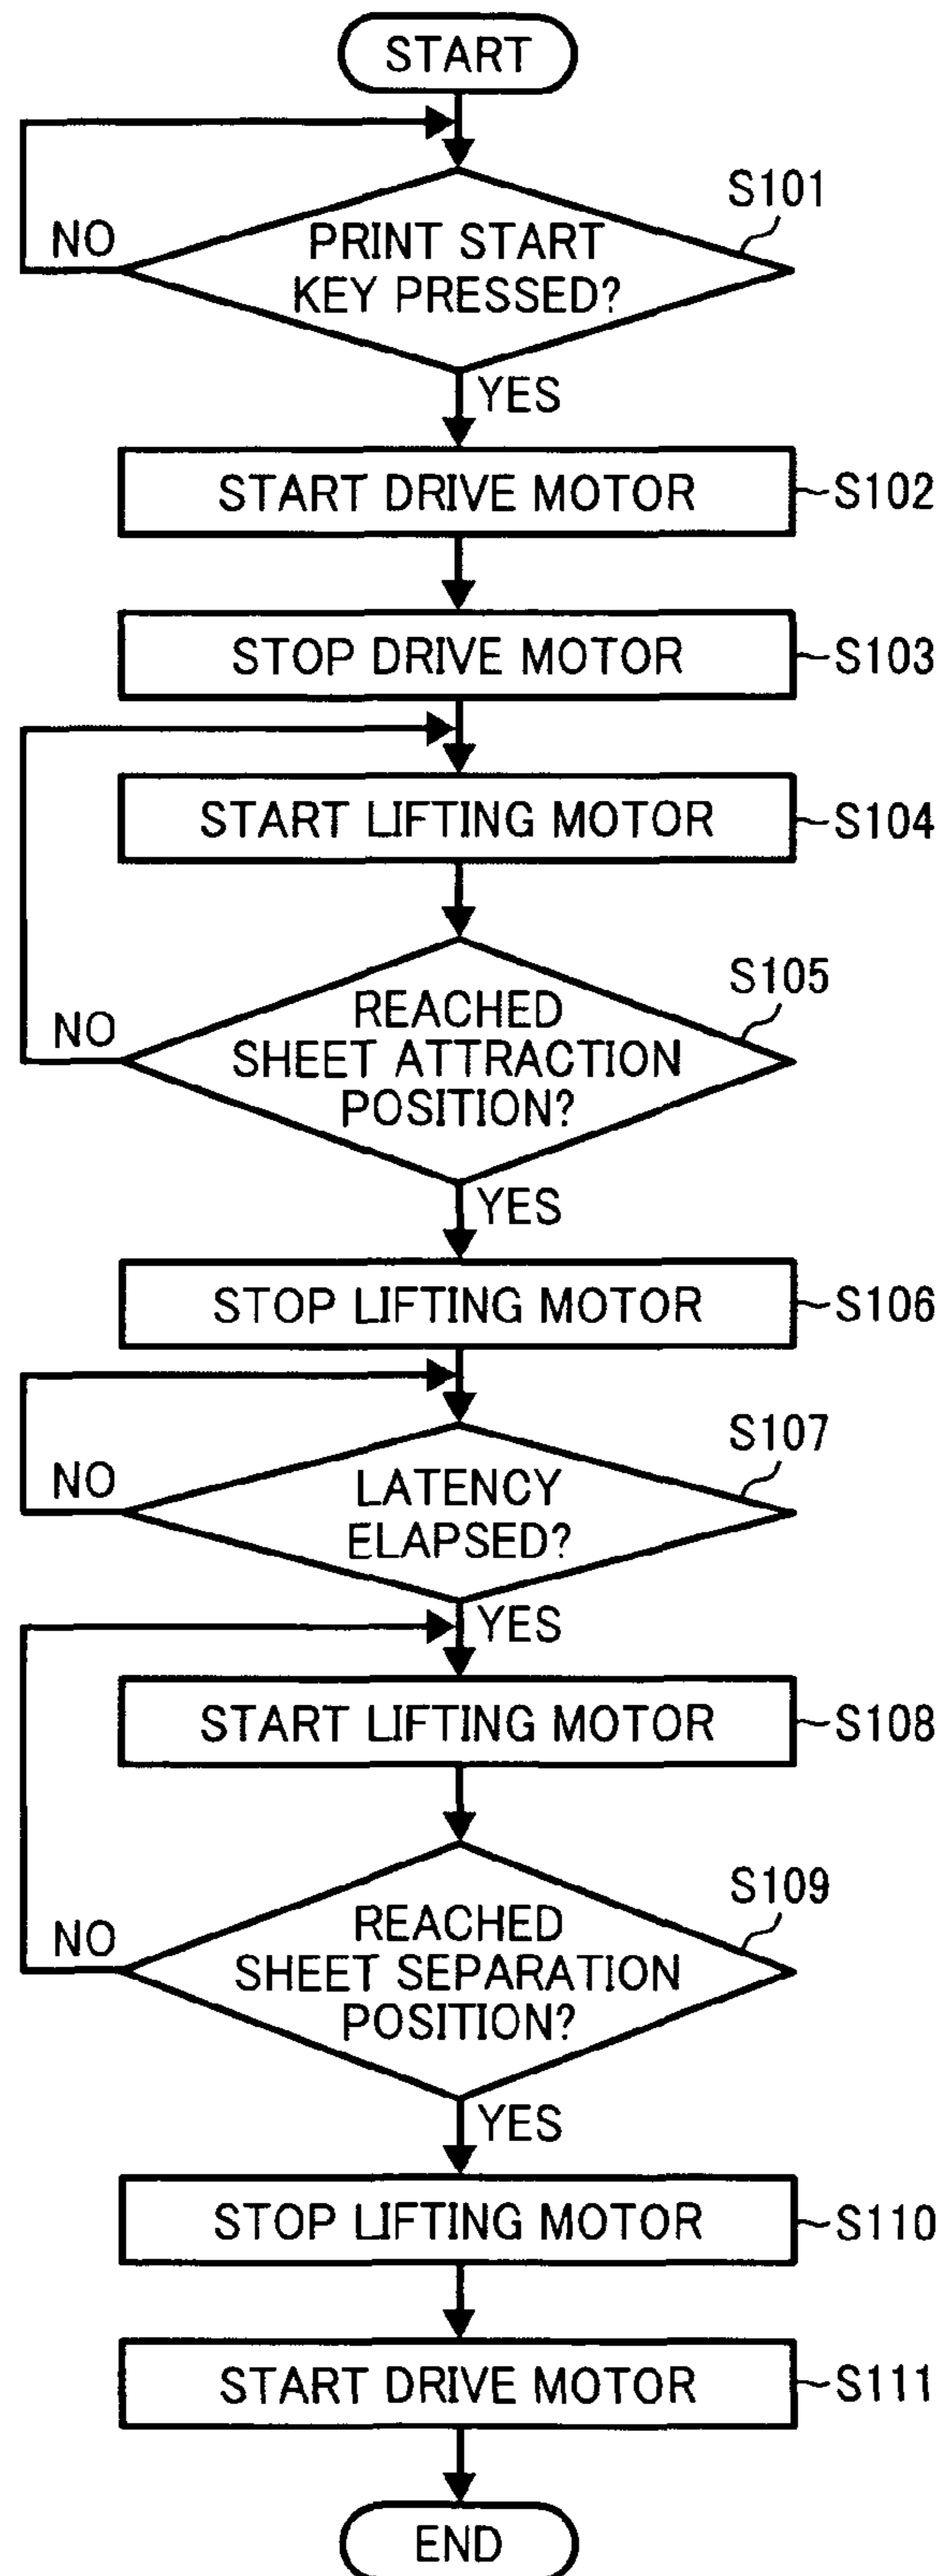 START
S101
NO
PRINT START
KEY PRESSED?
YES
START DRIVE MOTOR
S102
STOP DRIVE MOTOR
S103
START LIFTING MOTOR
S104
S105
NO
REACHED
SHEET ATTRACTION
POSITION?
YES
STOP LIFTING MOTOR
S106
S107
NO
LATENCY
ELAPSED?
YES
START LIFTING MOTOR
S108
S109
NO
REACHED
SHEET SEPARATION
POSITION?
YES
STOP LIFTING MOTOR
S110
START DRIVE MOTOR
S111
END